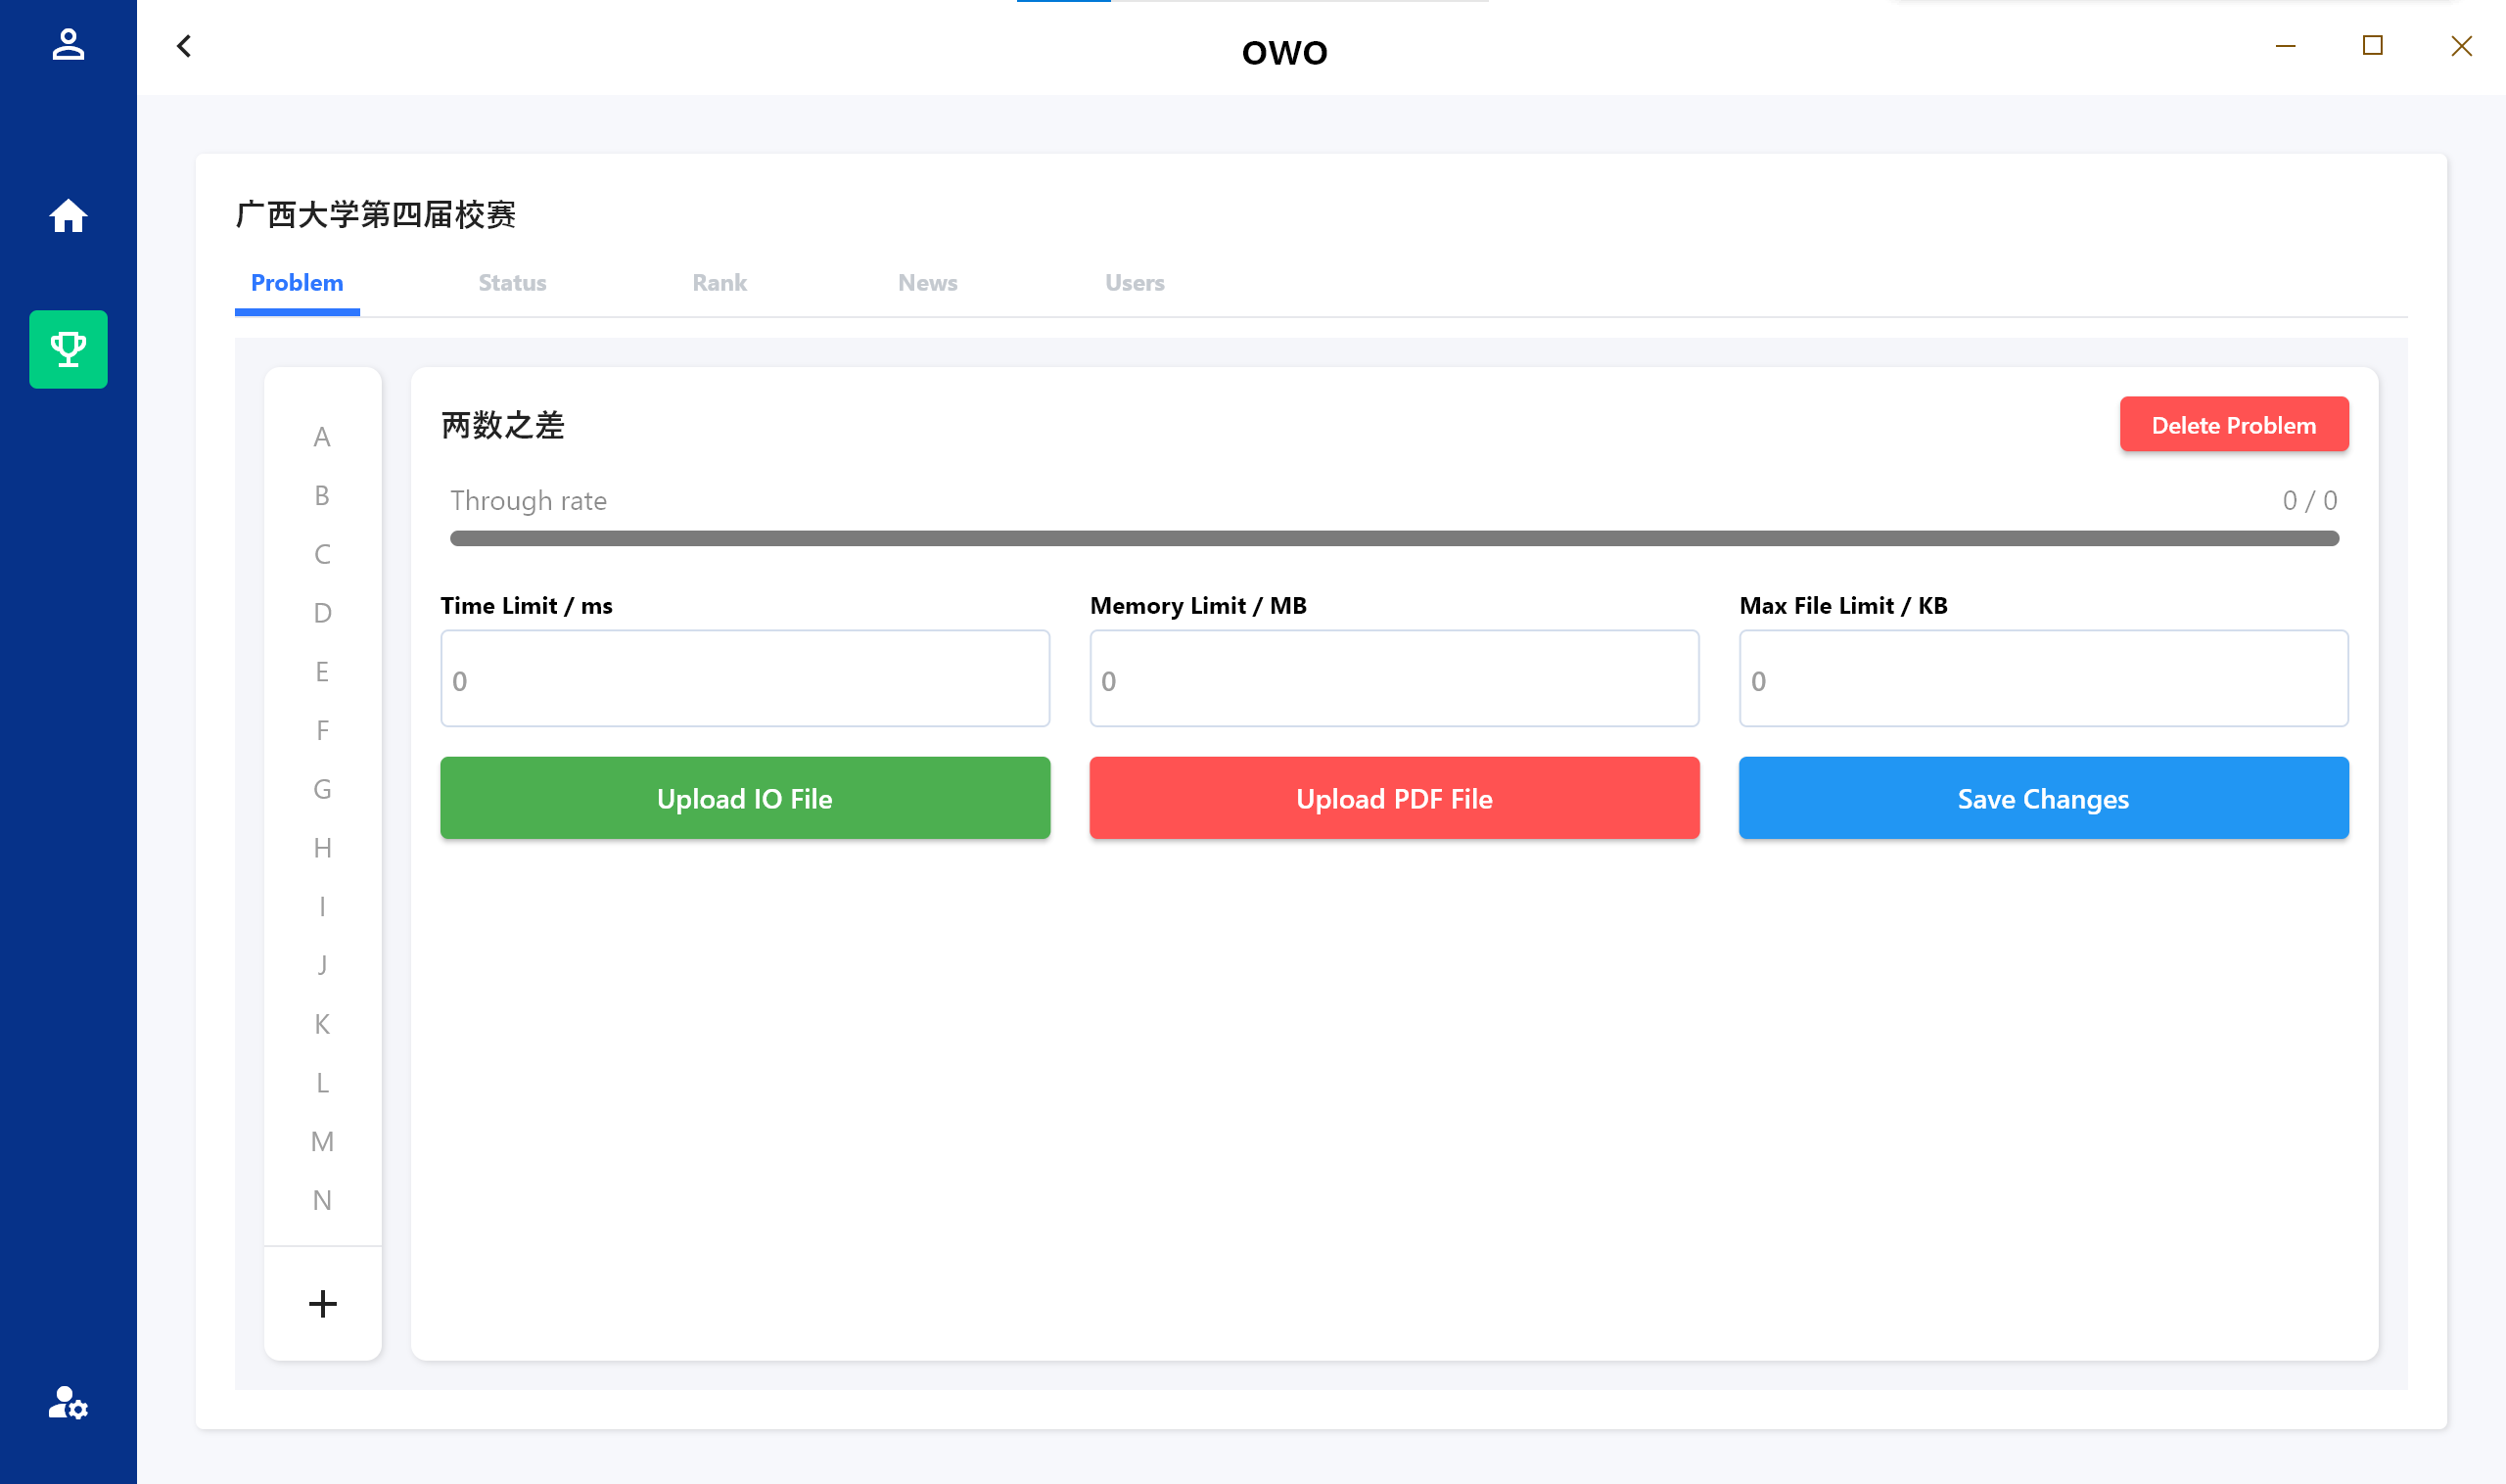 OWO
广西大学第四届校赛
Problem Status Rank News Users
A
B
C
D
E
F
G
H
I
J
K
L
M
N
+
两数之差
Delete Problem
Through rate 0 / 0
Time Limit / ms Memory Limit / MB Max File Limit / KB
0 0 0
Upload IO File Upload PDF File Save Changes